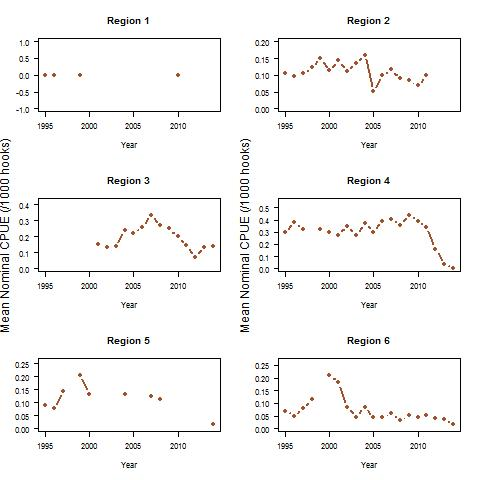 Region 1
1.0
0.5
0.0
−0.5
−1.0
1995 2000 2005 2010
Year
Region 2
0.20
0.15
0.10
0.05
0.00
1995 2000 2005 2010
Year
Mean Nominal CPUE (/1000 hooks)
Mean Nominal CPUE (/1000 hooks)
Region 3
0.4
0.3
0.2
0.1
0.0
1995 2000 2005 2010
Year
Region 4
0.5
0.4
0.3
0.2
0.1
0.0
1995 2000 2005 2010
Year
Region 5
0.25
0.20
0.15
0.10
0.05
0.00
1995 2000 2005 2010
Year
Region 6
0.25
0.20
0.15
0.10
0.05
0.00
1995 2000 2005 2010
Year